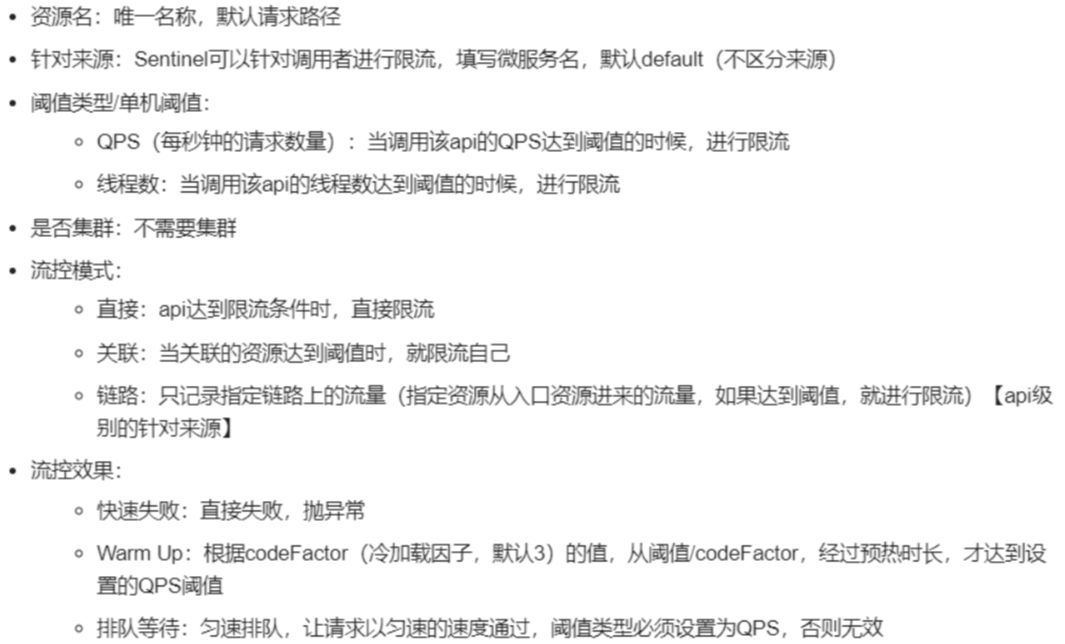 资源名：唯一名称，默认请求路径
针对来源：Sentinel可以针对调用者进行限流，填写微服务名，默认default（不区分来源）
阈值类型/单机阈值：
QPS（每秒钟的请求数量）：当调用该api的QPS达到阈值的时候，进行限流
线程数：当调用该api的线程数达到阈值的时候，进行限流
是否集群：不需要集群
流控模式：
直接：api达到限流条件时，直接限流
关联：当关联的资源达到阈值时，就限流自己
链路：只记录指定链路上的流量（指定资源从入口资源进来的流量，如果达到阈值，就进行限流）【api级
别的针对来源】
流控效果：
快速失败：直接失败，抛异常
Warm Up：根据codeFactor（冷加载因子，默认3）的值，从阈值/codeFactor，经过预热时长，才达到设
置的QPS阈值
排队等待：匀速排队，让请求以匀速的速度通过，阈值类型必须设置为QPS，否则无效